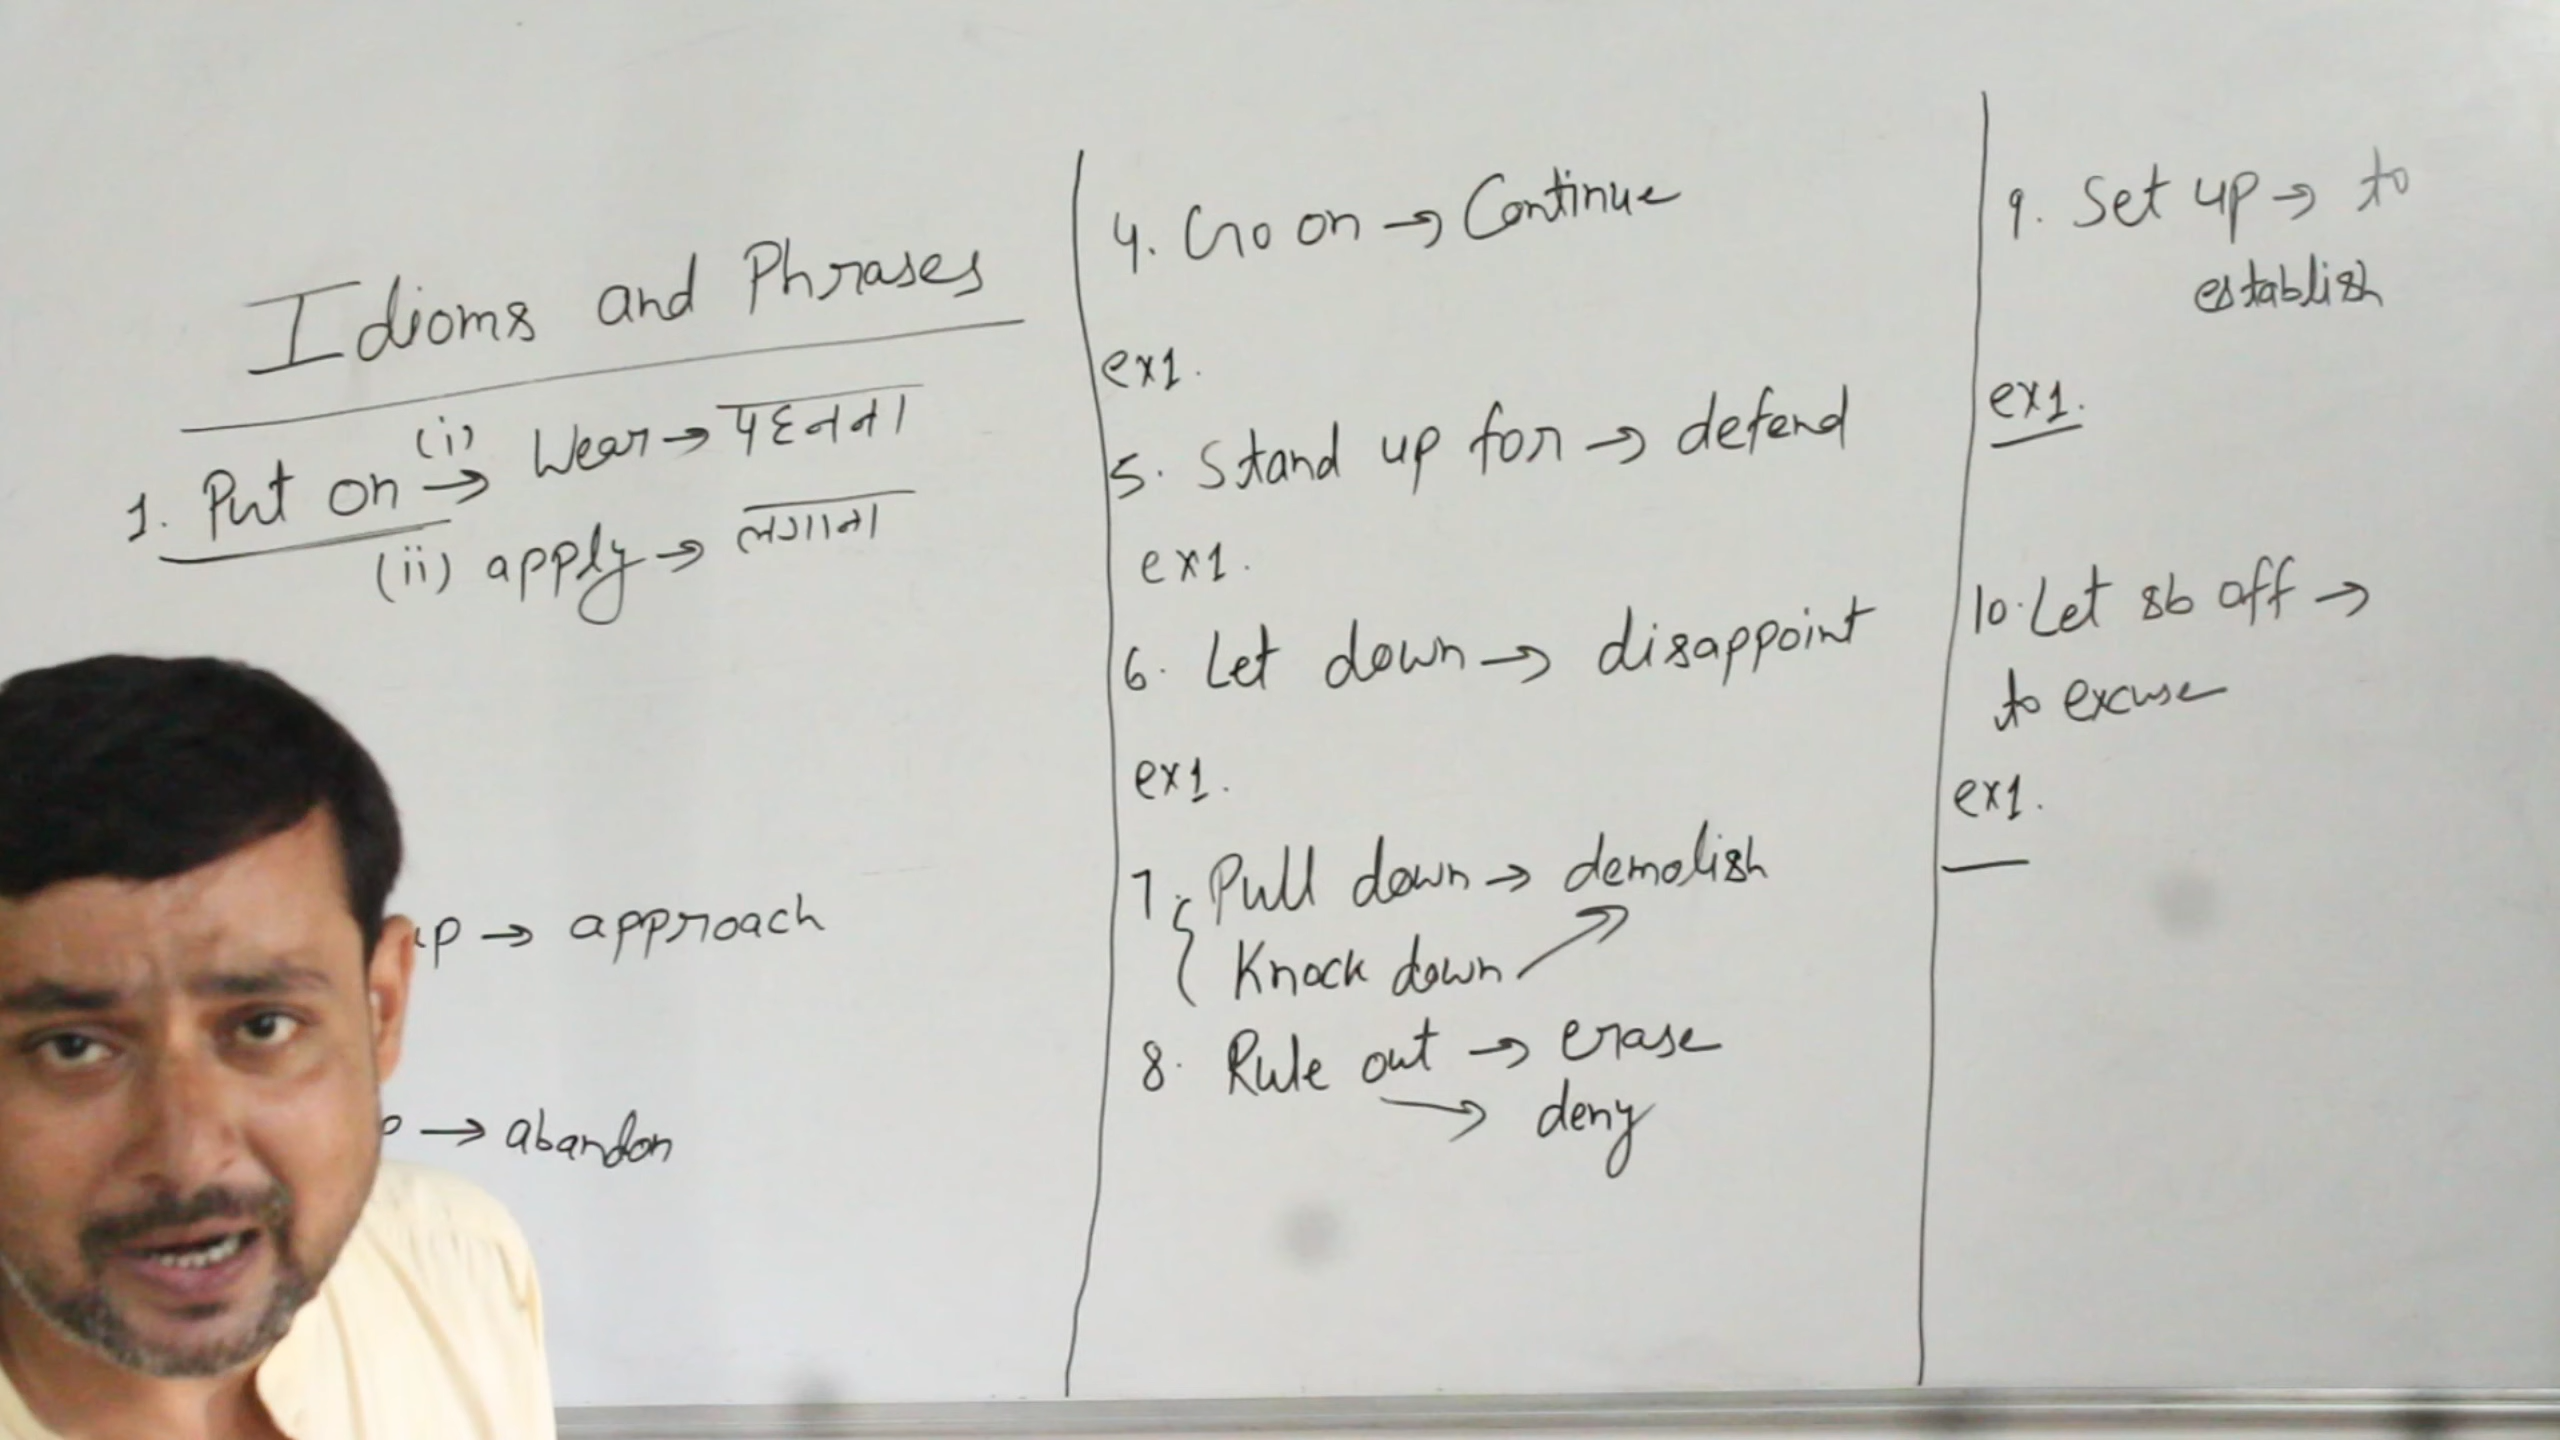 Idioms and Phrases
1. Put on → (i) Wear → पहनना
(ii) apply → लगाना
up → approach
→ abandon
4. Go on → Continue
ex1.
5. Stand up for → defend
ex1.
6. Let down → disappoint
ex1.
7. Pull down → demolish
Knock down
8. Rule out → erase
→ deny
9. Set up → to
establish
ex1.
10. Let sb off →
to excuse
ex1.